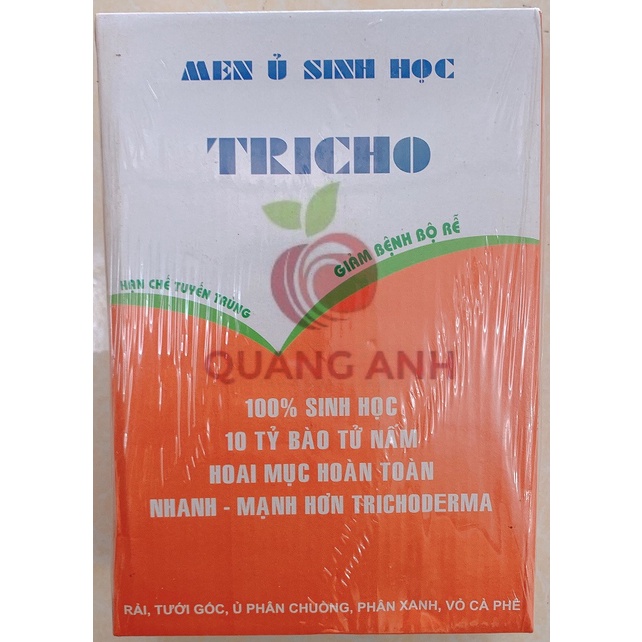 MEN Ủ SINH HỌC
TRICHO
GIẢM BỆNH BỘ RỄ
HẠN CHẾ TUYẾN TRÙNG
QUANG ANH
100% SINH HỌC
10 TỶ BÀO TỬ NẤM
HOAI MỤC HOÀN TOÀN
NHANH - MẠNH HƠN TRICHODERMA
RẢI, TƯỚI GỐC, Ủ PHÂN CHUỒNG, PHÂN XANH, VỎ CÀ PHÊ